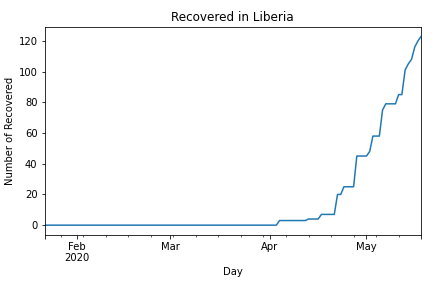 Recovered in Liberia
Number of Recovered
120
100
80
60
40
20
0
Feb
2020
Mar
Apr
May
Day